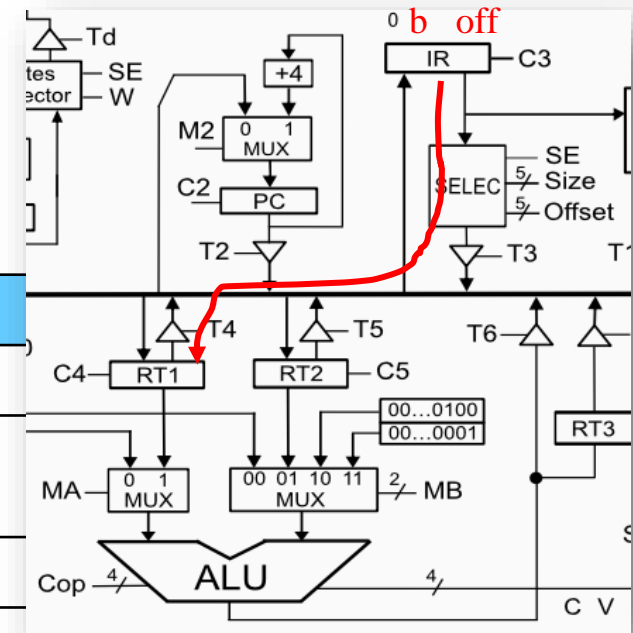 0 b off
Td
IR
C3
tes
ector
SE
W
+4
M2
0 1
MUX
SELEC
SE
5 Size
5 Offset
C2
PC
T2
T3
T1
T4
T5
T6
C4
RT1
RT2
C5
00...0100
00...0001
RT3
MA
0 1
MUX
00 01 10 11
MUX
2
MB
Cop
4
ALU
4
C V